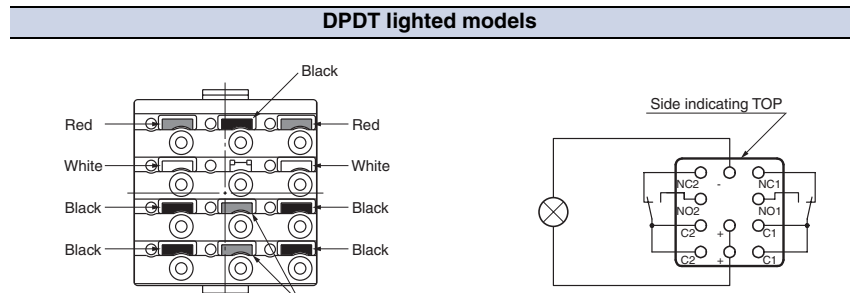 DPDT lighted models
Black
Red
Red
White
White
Black
Black
Black
Black
Side indicating TOP
NC2
-
NC1
NO2
NO1
C2
+
C1
C2
+
C1